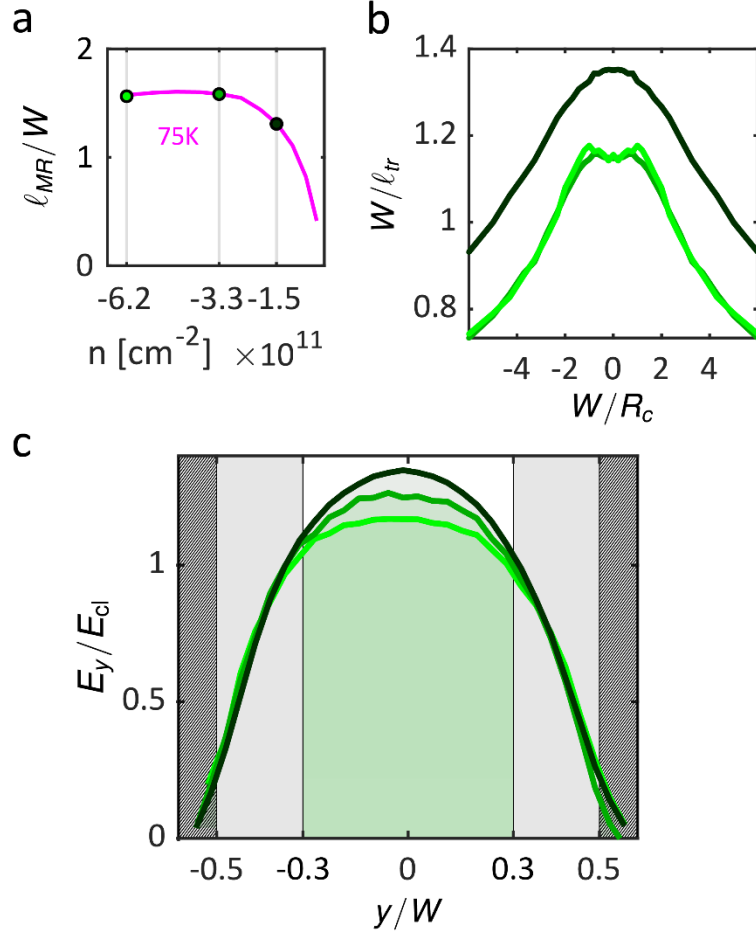 a
2
1
0
ℓ_MR/W
75K
-6.2 -3.3 -1.5
n [cm⁻²] ×10¹¹
b
1.4
1.2
1
0.8
W/ℓ_tr
-4 -2 0 2 4
W/R_c
c
1
0.5
0
E_y/E_cl
-0.5 -0.3 0 0.3 0.5
y/W